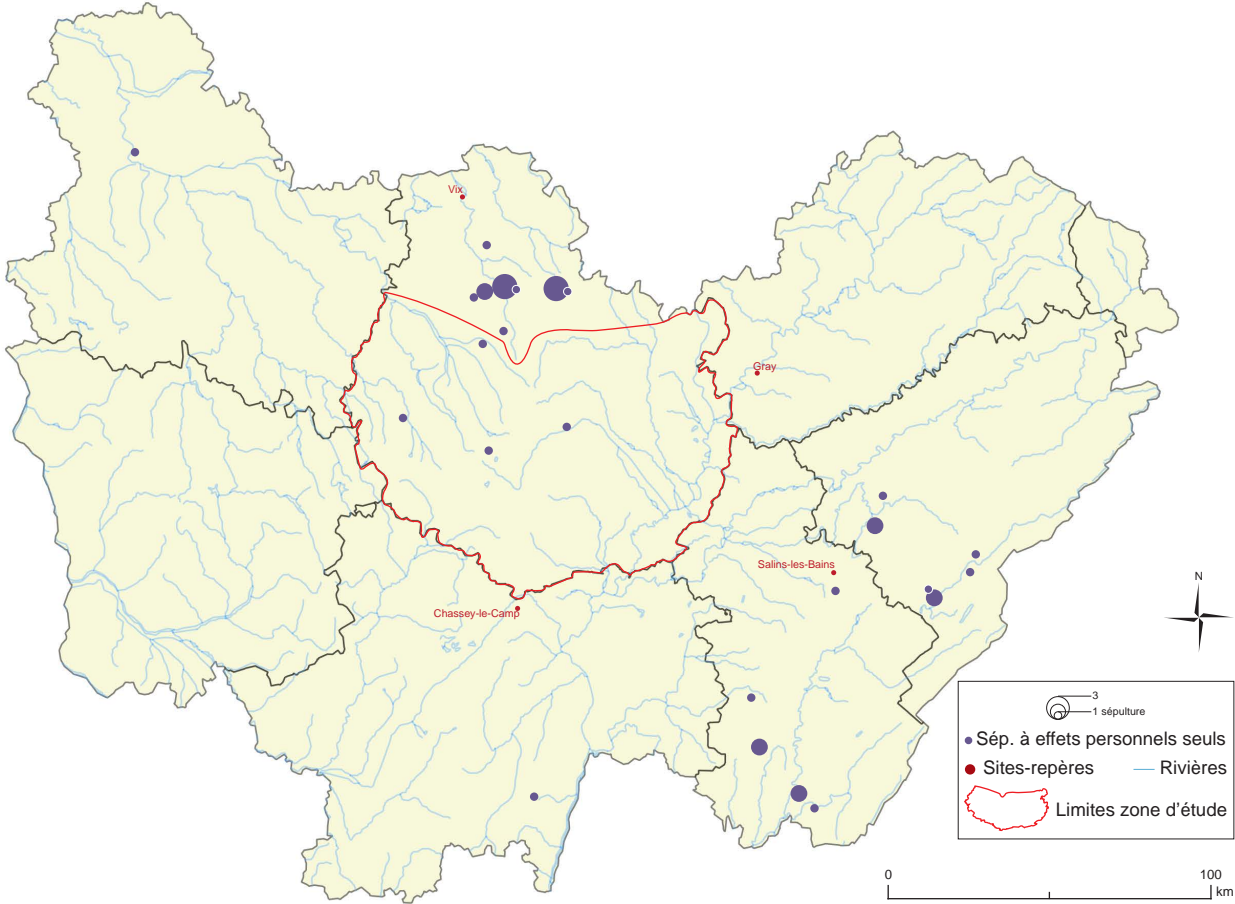 Vix
Gray
Salins-les-Bains
Chassey-le-Camp
N
3
1 sépulture
Sép. à effets personnels seuls
Sites-repères
Rivières
Limites zone d'étude
0
100
km